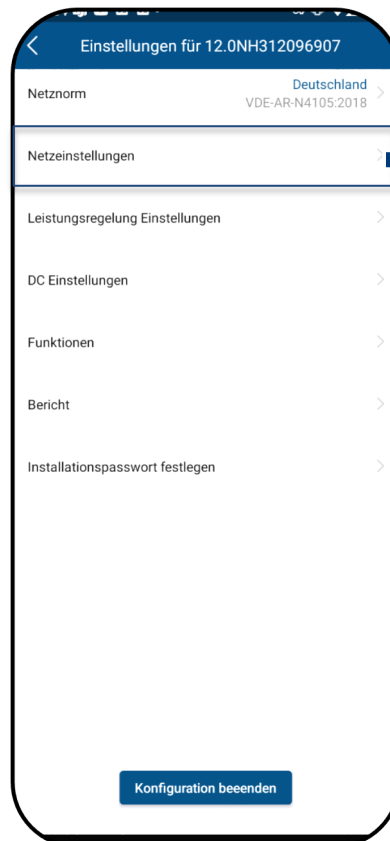 Einstellungen für 12.0NH312096907
Netznorm
Deutschland
VDE-AR-N4105:2018
Netzeinstellungen
Leistungsregelung Einstellungen
DC Einstellungen
Funktionen
Bericht
Installationspasswort festlegen
Konfiguration beeenden